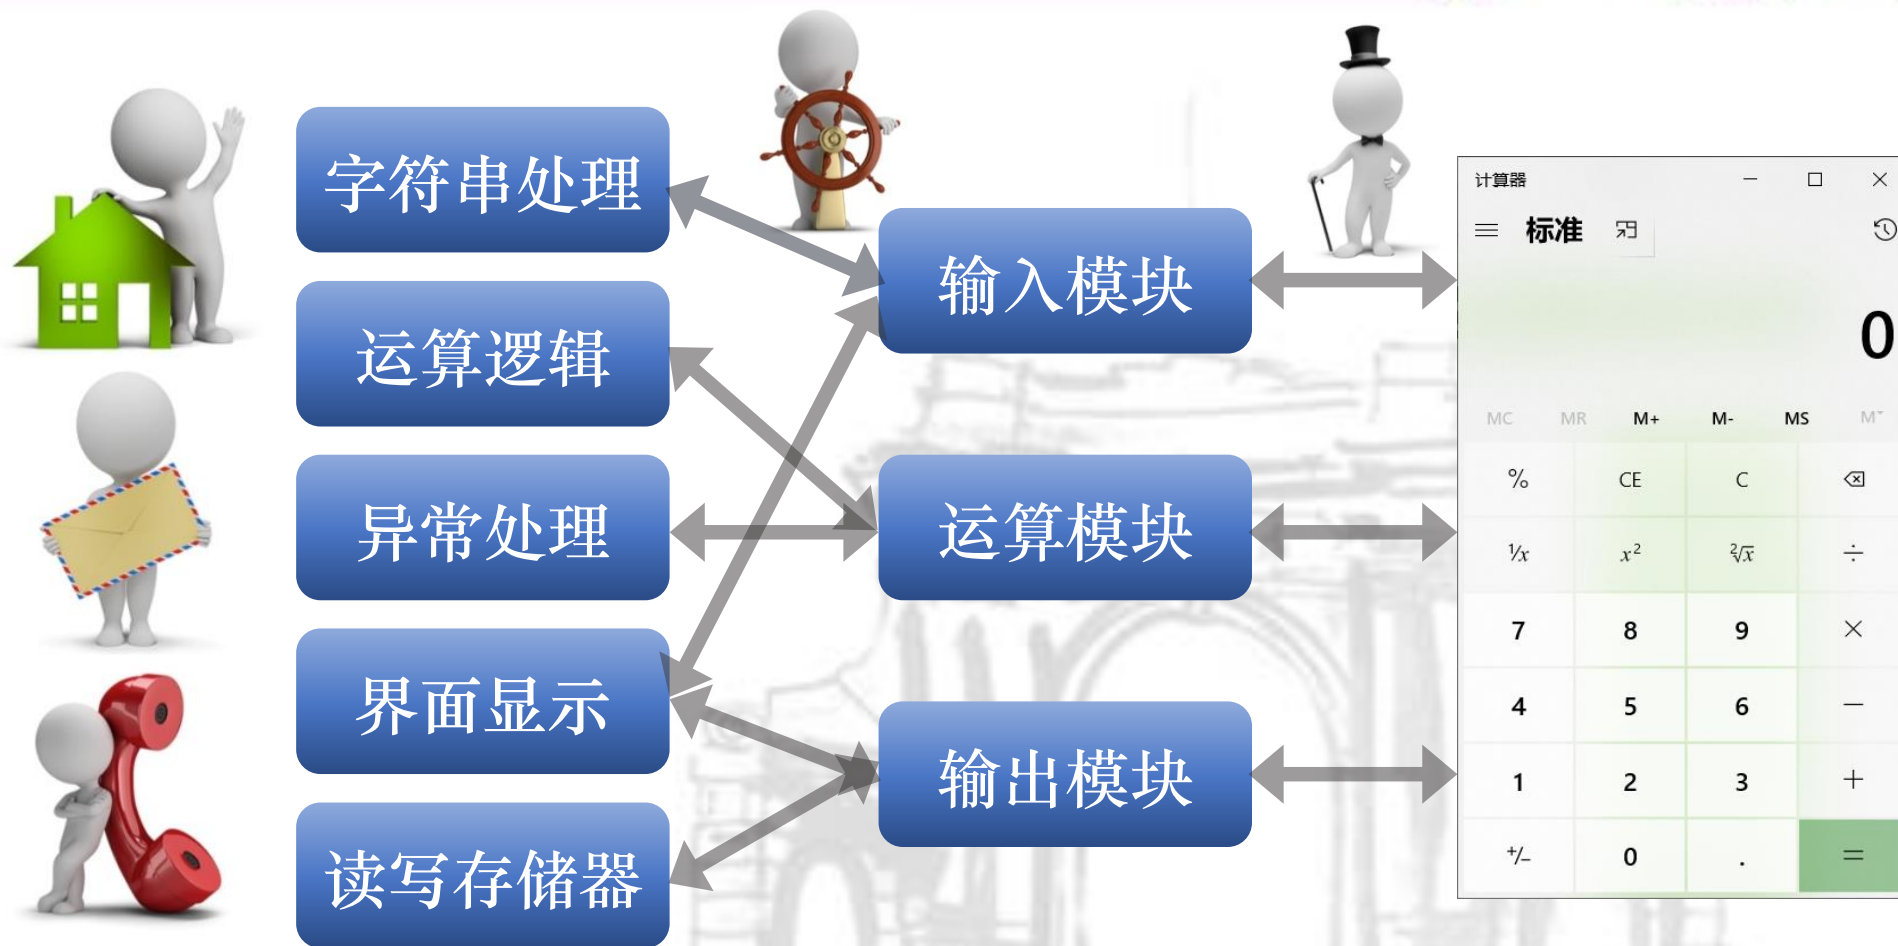 字符串处理
运算逻辑
异常处理
界面显示
读写存储器
输入模块
运算模块
输出模块
计算器
标准
0
MC MR M+ M- MS M˅
% CE C
¹/x x² ²√x ÷
7 8 9 ×
4 5 6 −
1 2 3 +
+/− 0 . =